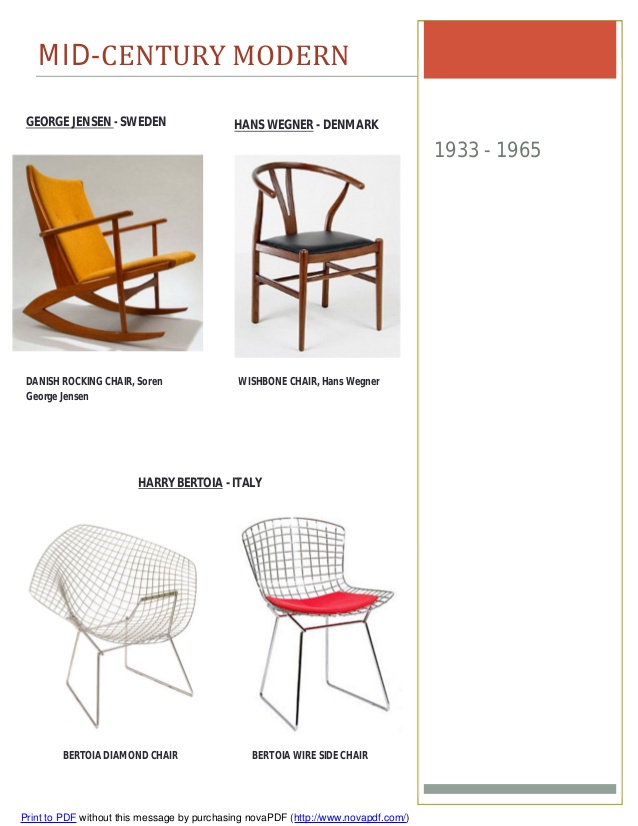 MID-CENTURY MODERN
GEORGE JENSEN - SWEDEN
HANS WEGNER - DENMARK
1933 - 1965
DANISH ROCKING CHAIR, Soren
George Jensen
WISHBONE CHAIR, Hans Wegner
HARRY BERTOIA - ITALY
BERTOIA DIAMOND CHAIR
BERTOIA WIRE SIDE CHAIR
Print to PDF without this message by purchasing novaPDF (http://www.novapdf.com/)